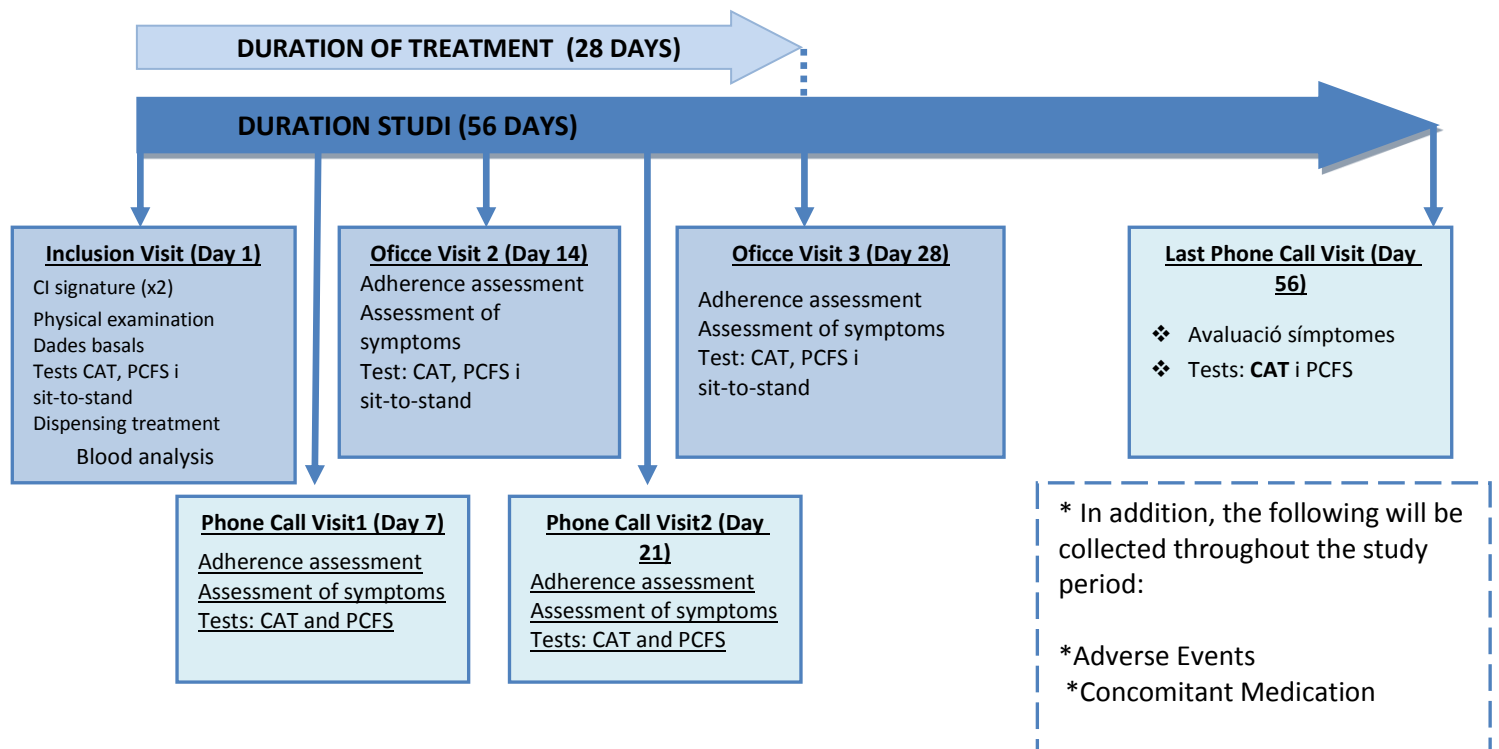 DURATION OF TREATMENT (28 DAYS)
DURATION STUDI (56 DAYS)
Inclusion Visit (Day 1)
CI signature (x2)
Physical examination
Dades basals
Tests CAT, PCFS i
sit-to-stand
Dispensing treatment
Blood analysis
Oficce Visit 2 (Day 14)
Adherence assessment
Assessment of
symptoms
Test: CAT, PCFS i
sit-to-stand
Oficce Visit 3 (Day 28)
Adherence assessment
Assessment of symptoms
Test: CAT, PCFS i
sit-to-stand
Last Phone Call Visit (Day
56)
❖ Avaluació símptomes
❖ Tests: CAT i PCFS
Phone Call Visit1 (Day 7)
Adherence assessment
Assessment of symptoms
Tests: CAT and PCFS
Phone Call Visit2 (Day
21)
Adherence assessment
Assessment of symptoms
Tests: CAT and PCFS
* In addition, the following will be
collected throughout the study
period:
*Adverse Events
*Concomitant Medication